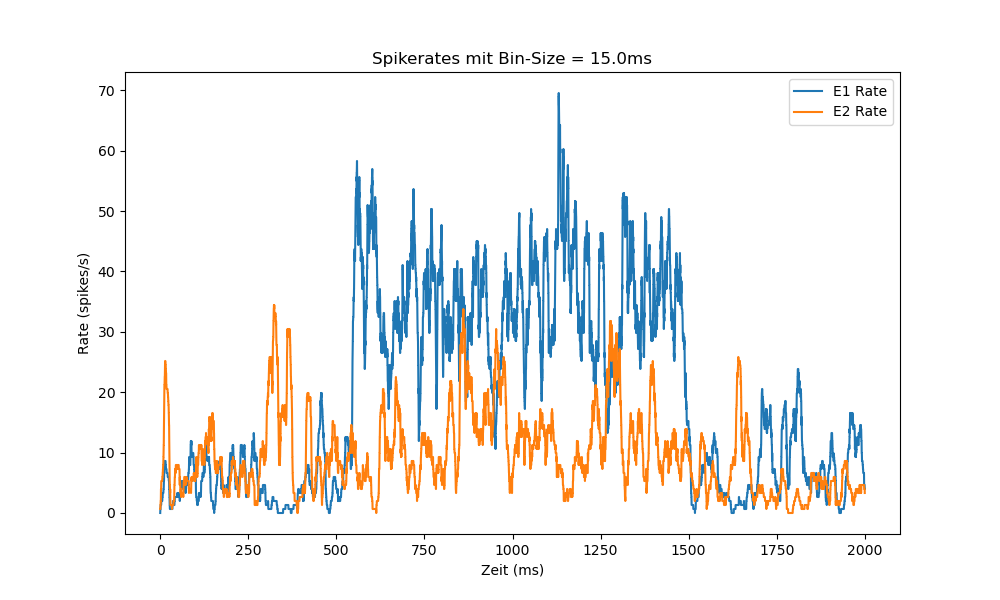 Spikerates mit Bin-Size = 15.0ms
E1 Rate
E2 Rate
70
60
50
40
30
20
10
0
Rate (spikes/s)
0 250 500 750 1000 1250 1500 1750 2000
Zeit (ms)